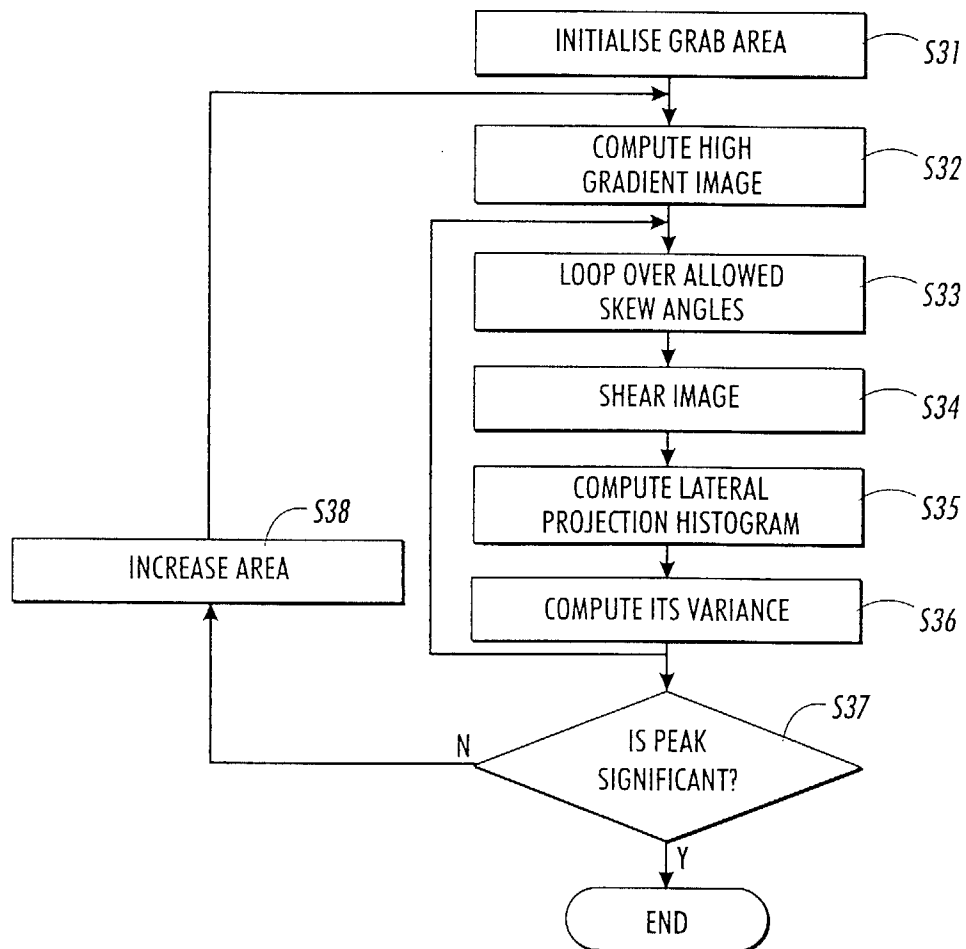 INITIALISE GRAB AREA
S31
COMPUTE HIGH
GRADIENT IMAGE
S32
LOOP OVER ALLOWED
SKEW ANGLES
S33
SHEAR IMAGE
S34
COMPUTE LATERAL
PROJECTION HISTOGRAM
S35
S38
INCREASE AREA
COMPUTE ITS VARIANCE
S36
S37
IS PEAK
SIGNIFICANT?
N
Y
END